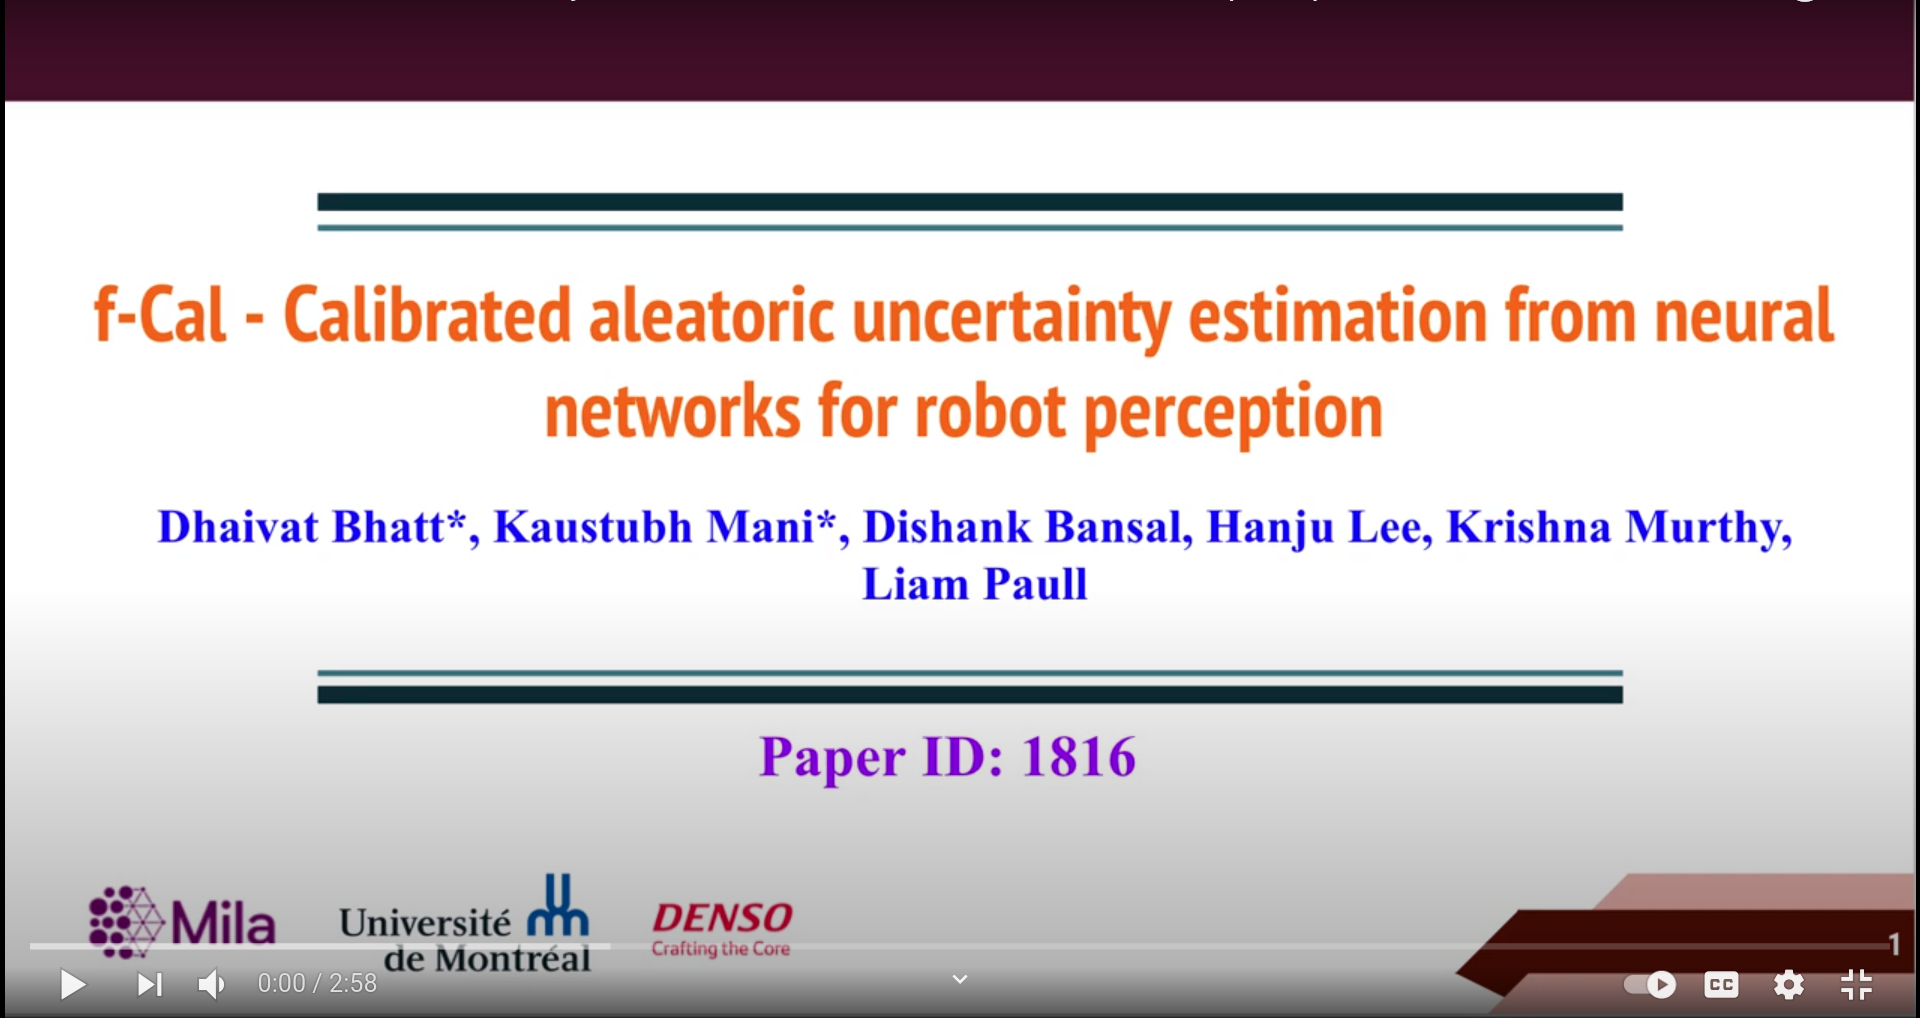 f-Cal - Calibrated aleatoric uncertainty estimation from neural
networks for robot perception
Dhaivat Bhatt*, Kaustubh Mani*, Dishank Bansal, Hanju Lee, Krishna Murthy,
Liam Paull
Paper ID: 1816
Mila
Université
de Montréal
DENSO
Crafting the Core
1
0:00 / 2:58
CC